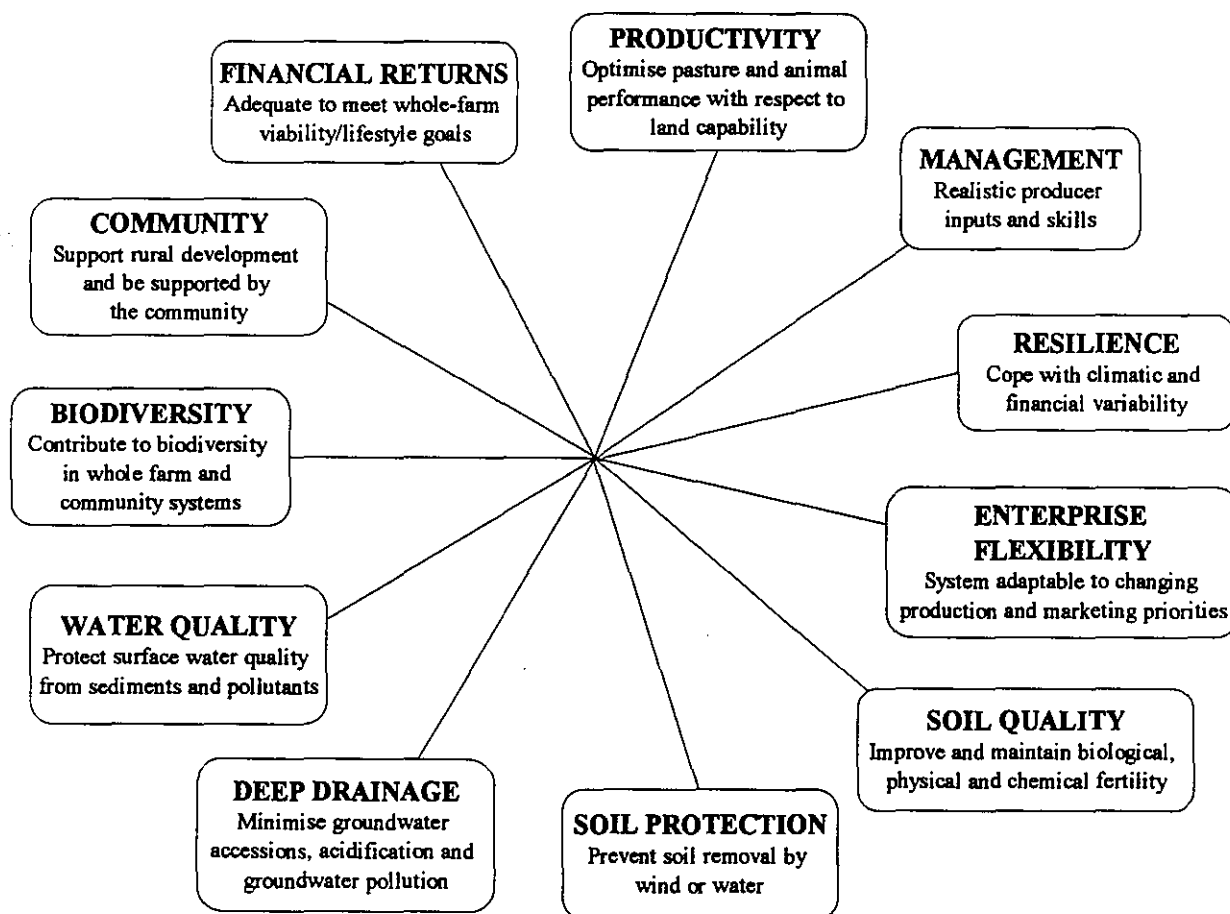 PRODUCTIVITY
Optimise pasture and animal
performance with respect to
land capability
FINANCIAL RETURNS
Adequate to meet whole-farm
viability/lifestyle goals
MANAGEMENT
Realistic producer
inputs and skills
COMMUNITY
Support rural development
and be supported by
the community
RESILIENCE
Cope with climatic and
financial variability
BIODIVERSITY
Contribute to biodiversity
in whole farm and
community systems
ENTERPRISE
FLEXIBILITY
System adaptable to changing
production and marketing priorities
WATER QUALITY
Protect surface water quality
from sediments and pollutants
SOIL QUALITY
Improve and maintain biological,
physical and chemical fertility
DEEP DRAINAGE
Minimise groundwater
accessions, acidification and
groundwater pollution
SOIL PROTECTION
Prevent soil removal by
wind or water